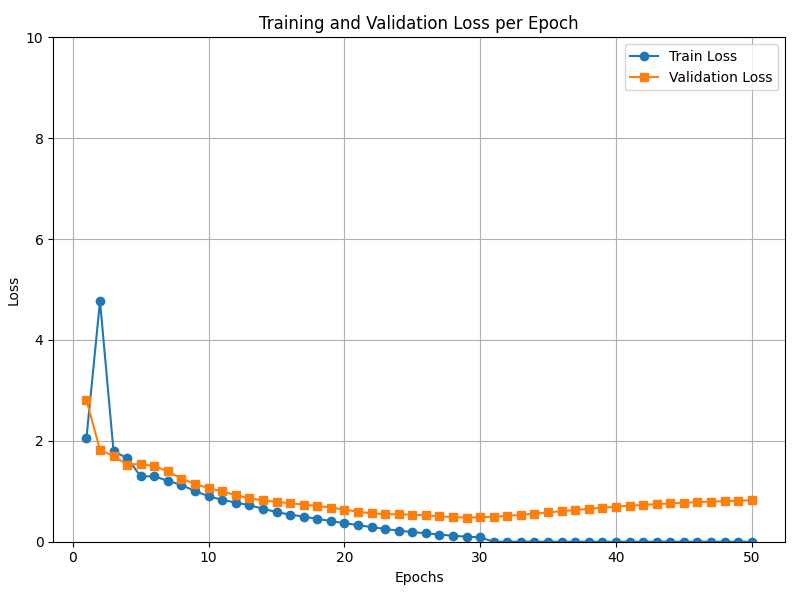 Training and Validation Loss per Epoch
Train Loss
Validation Loss
Loss
10
8
6
4
2
0
0 10 20 30 40 50
Epochs